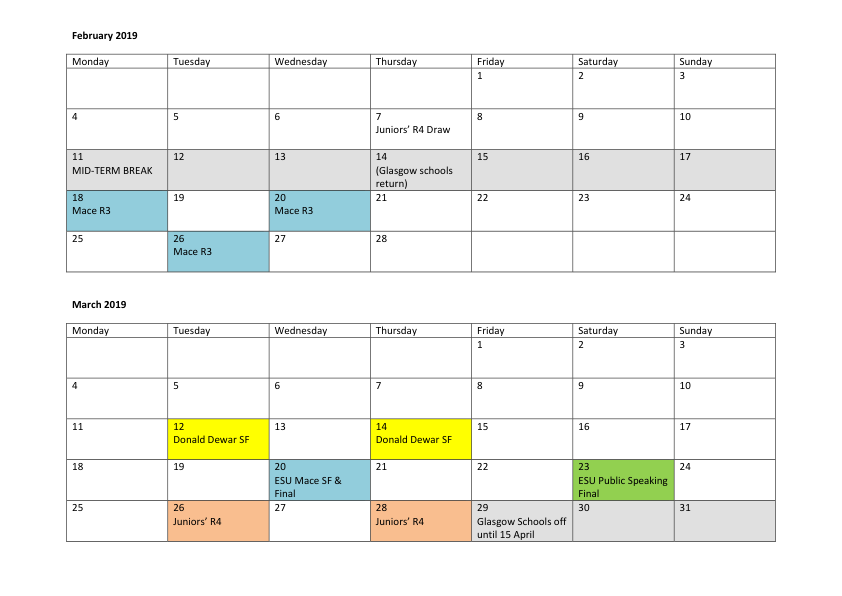 February 2019
Monday Tuesday Wednesday Thursday Friday Saturday Sunday
1 2 3
4 5 6 7 8 9 10
Juniors’ R4 Draw
11 12 13 14 15 16 17
MID-TERM BREAK (Glasgow schools
return)
18 19 20 21 22 23 24
Mace R3 Mace R3
25 26 27 28
Mace R3
March 2019
Monday Tuesday Wednesday Thursday Friday Saturday Sunday
1 2 3
4 5 6 7 8 9 10
11 12 13 14 15 16 17
Donald Dewar SF Donald Dewar SF
18 19 20 21 22 23 24
ESU Mace SF & ESU Public Speaking
Final Final
25 26 27 28 29 30 31
Juniors’ R4 Juniors’ R4 Glasgow Schools off
until 15 April